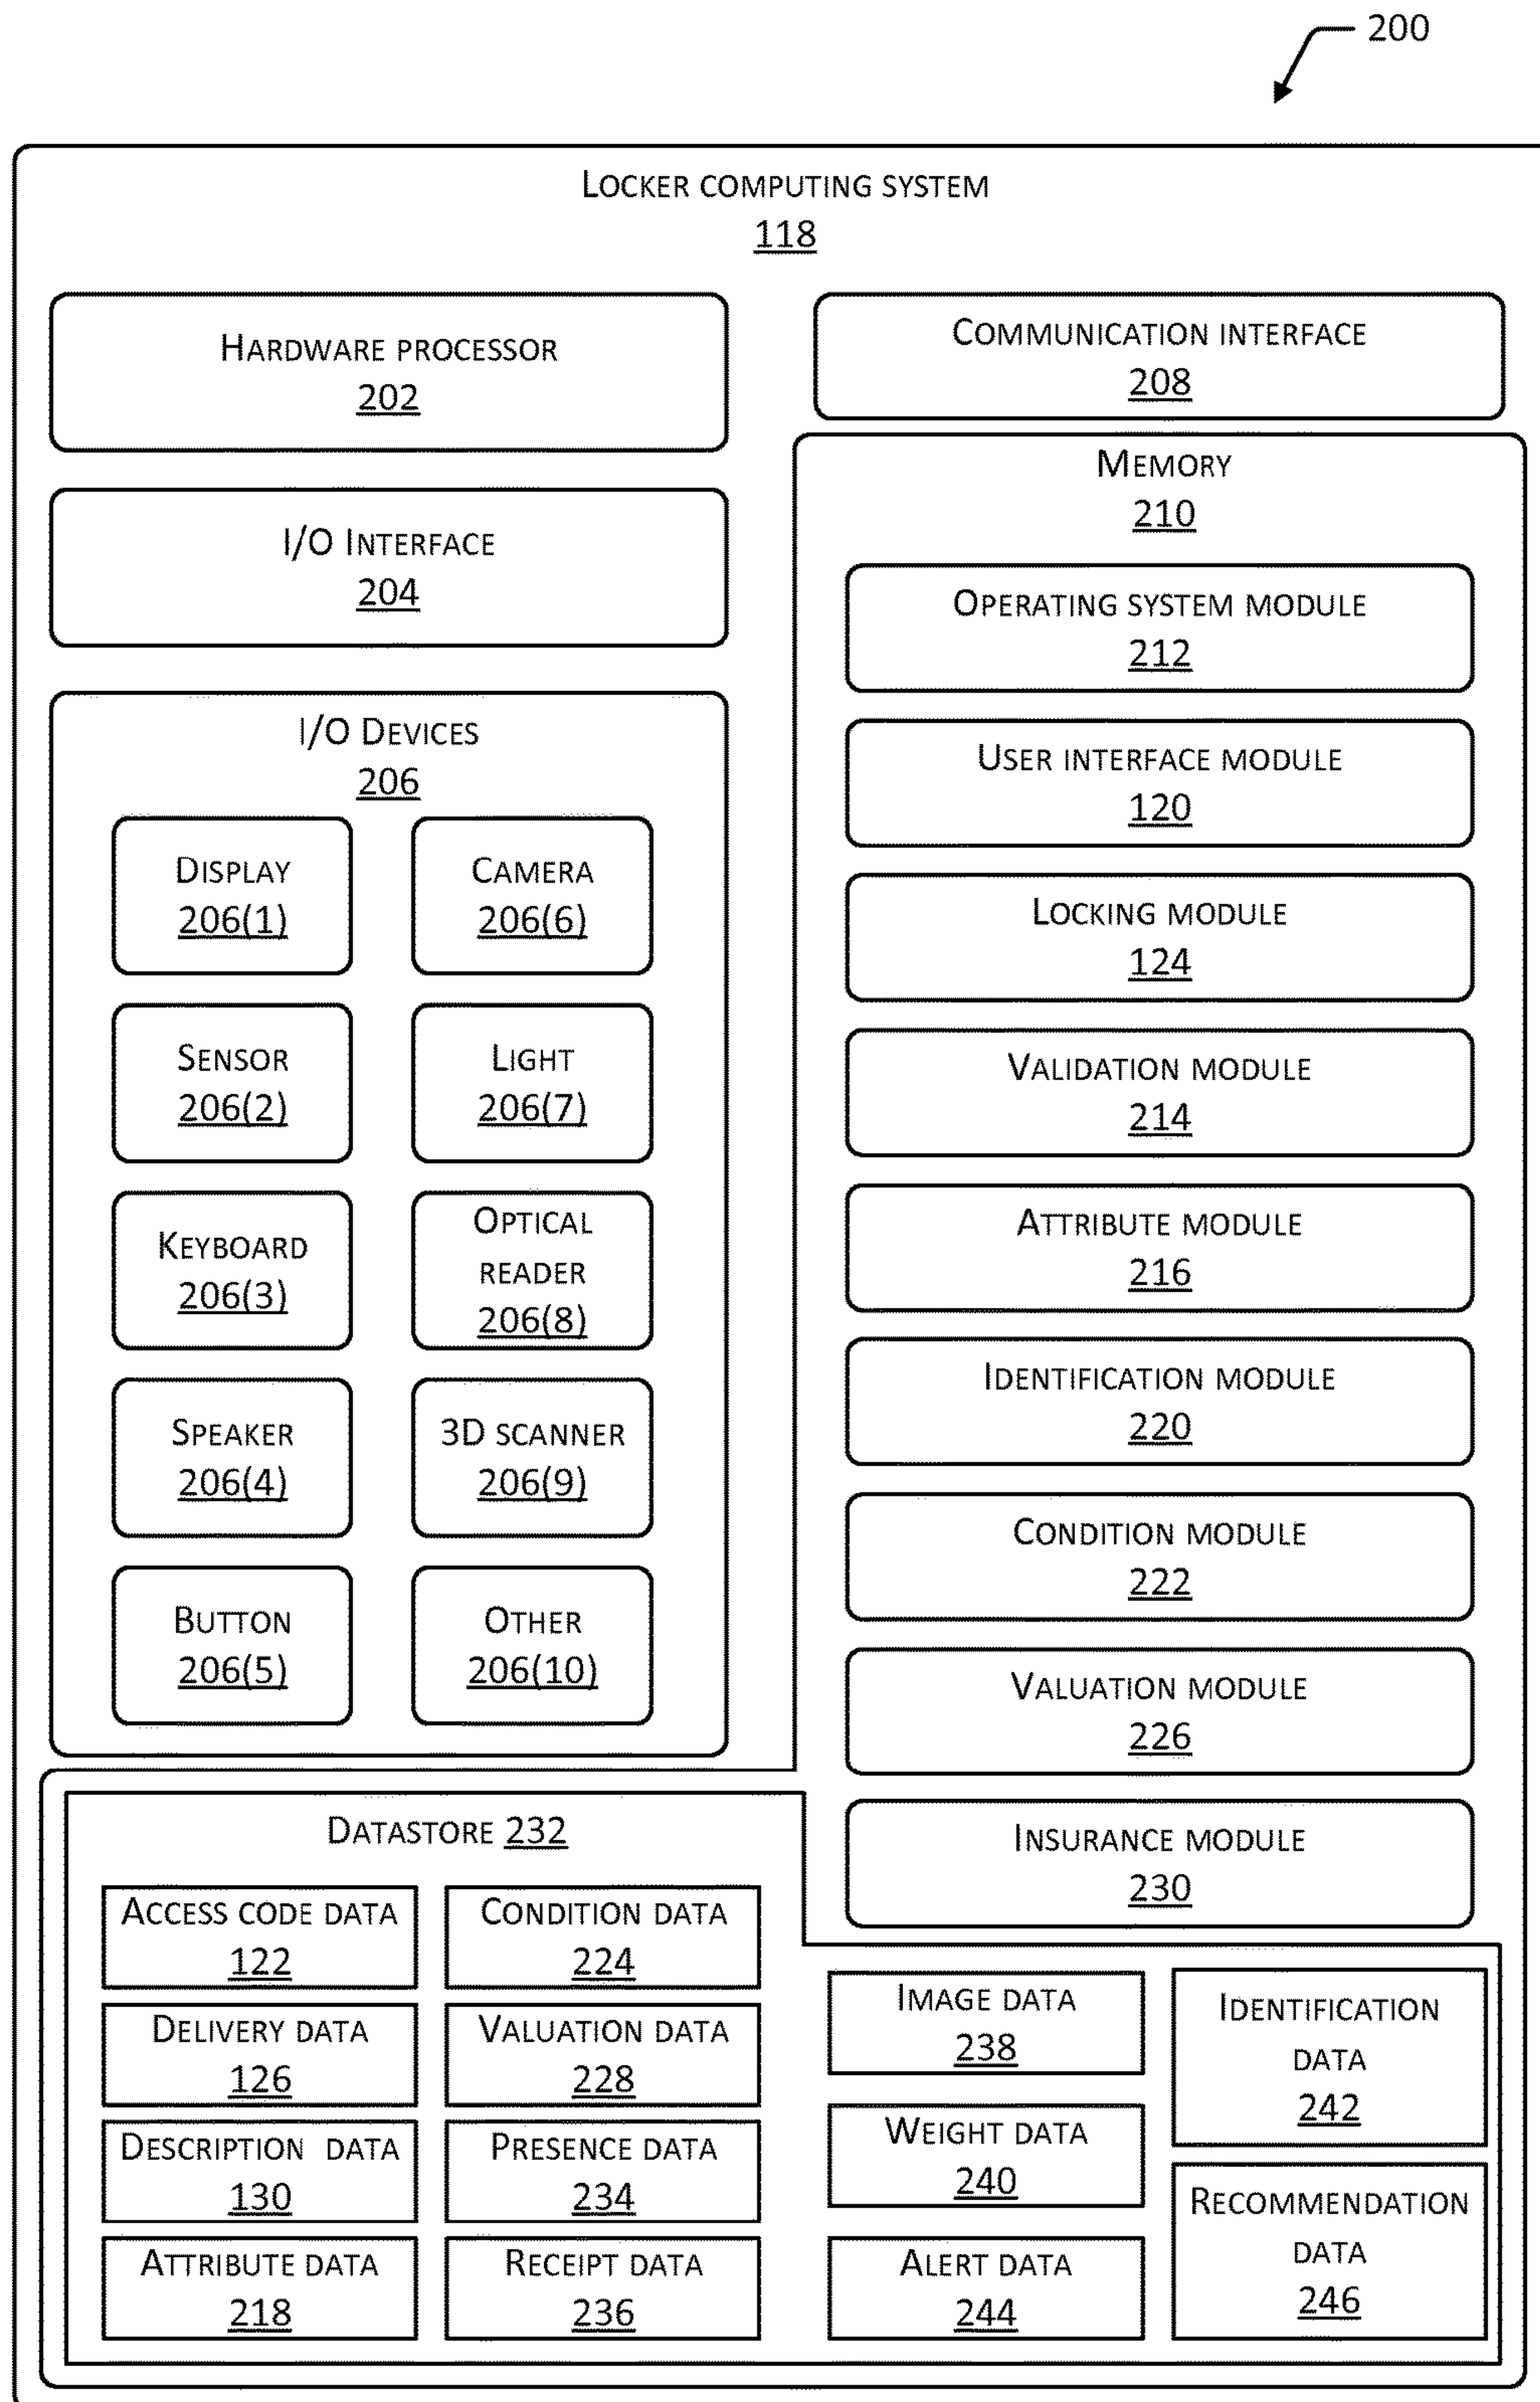 200
Locker computing system
118
Hardware processor
202
I/O Interface
204
I/O Devices
206
Display
206(1)
Camera
206(6)
Sensor
206(2)
Light
206(7)
Keyboard
206(3)
Optical
reader
206(8)
Speaker
206(4)
3D scanner
206(9)
Button
206(5)
Other
206(10)
Communication interface
208
Memory
210
Operating system module
212
User interface module
120
Locking module
124
Validation module
214
Attribute module
216
Identification module
220
Condition module
222
Valuation module
226
Insurance module
230
Datastore 232
Access code data
122
Condition data
224
Delivery data
126
Valuation data
228
Description data
130
Presence data
234
Attribute data
218
Receipt data
236
Image data
238
Weight data
240
Alert data
244
Identification
data
242
Recommendation
data
246